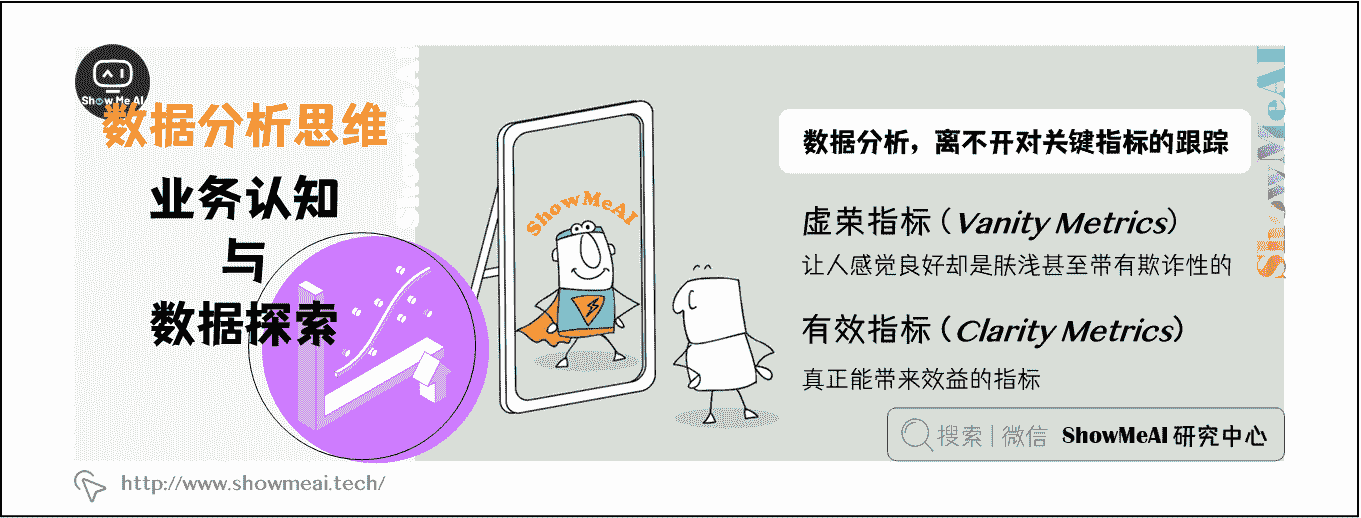 Show Me AI
数据分析思维
业务认知
与
数据探索
ShowMeAI
ShowMeAI
数据分析，离不开对关键指标的跟踪
虚荣指标（Vanity Metrics）
让人感觉良好却是肤浅甚至带有欺诈性的
有效指标（Clarity Metrics）
真正能带来效益的指标
ShowMeAI
搜索｜微信 ShowMeAI 研究中心
http://www.showmeai.tech/